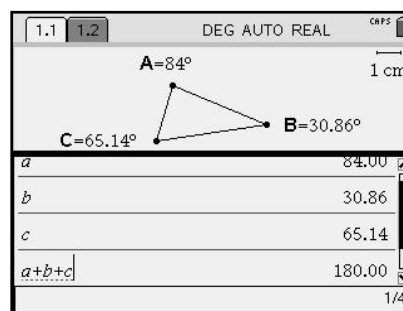 1.1 1.2 DEG AUTO REAL CAPS
A=84°
1 cm
B=30.86°
C=65.14°
a 84.00
b 30.86
c 65.14
a+b+c 180.00
1/4